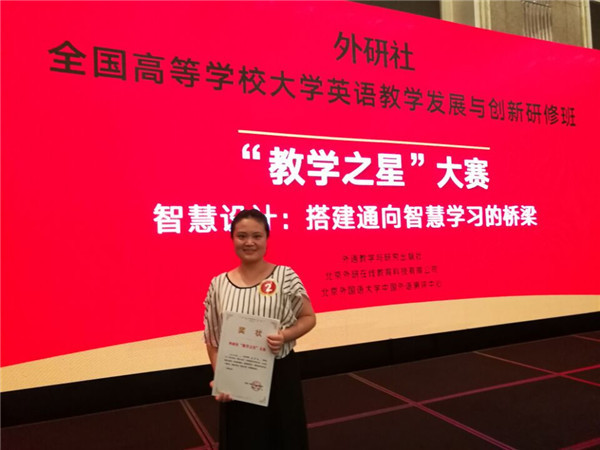 外研社
全国高等学校大学英语教学发展与创新研修班
“教学之星”大赛
智慧设计：搭建通向智慧学习的桥梁
外语教学与研究出版社
北京外研在线教育科技有限公司
北京外国语大学中国外语测评中心
2
奖状